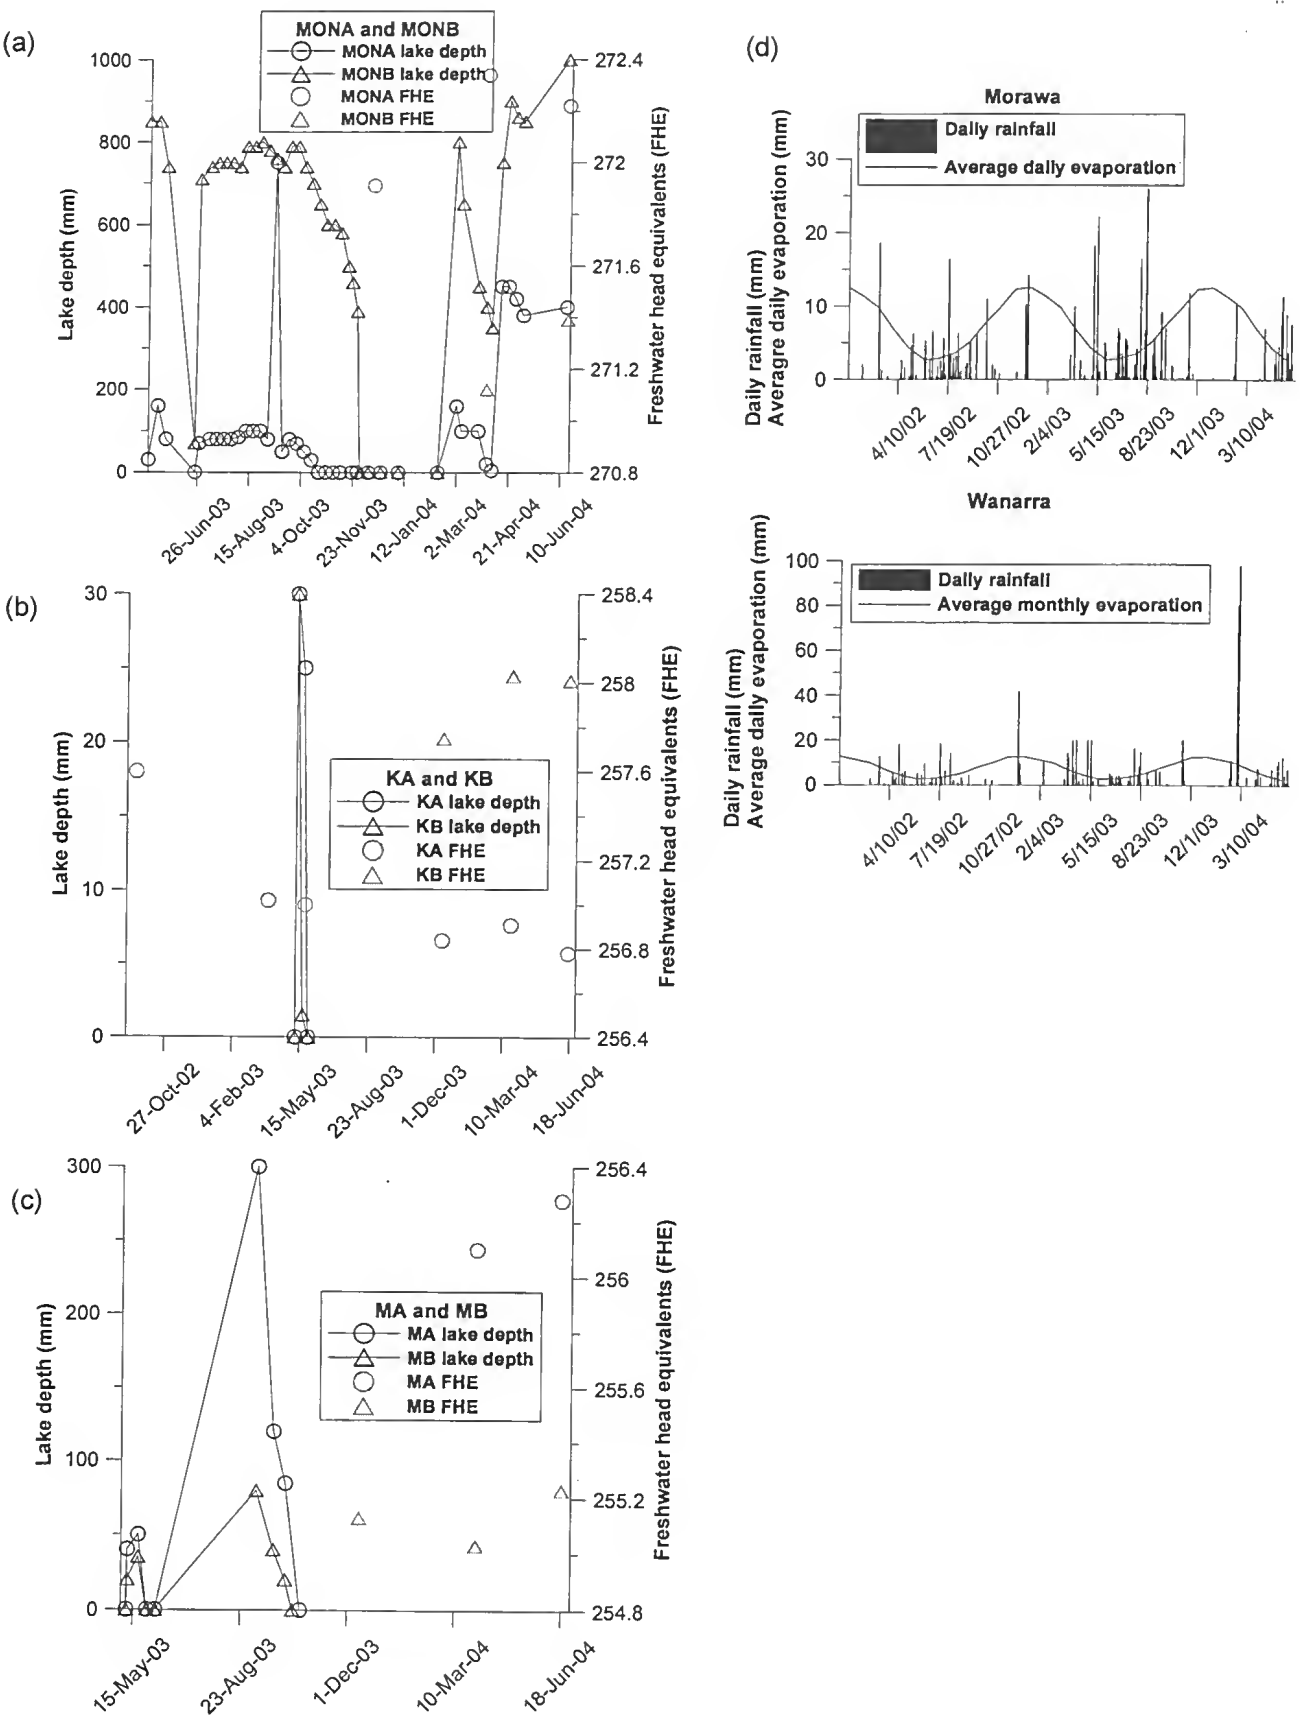 (a)
MONA and MONB
MONA lake depth
MONB lake depth
MONA FHE
MONB FHE
1000
800
600
400
200
0
Lake depth (mm)
272.4
272
271.6
271.2
270.8
Freshwater head equivalents (FHE)
26-Jun-03
15-Aug-03
4-Oct-03
23-Nov-03
12-Jan-04
2-Mar-04
21-Apr-04
10-Jun-04
(b)
30
20
10
0
Lake depth (mm)
KA and KB
KA lake depth
KB lake depth
KA FHE
KB FHE
258.4
258
257.6
257.2
256.8
256.4
Freshwater head equivalents (FHE)
27-Oct-02
4-Feb-03
15-May-03
23-Aug-03
1-Dec-03
10-Mar-04
18-Jun-04
(c)
300
200
100
0
Lake depth (mm)
MA and MB
MA lake depth
MB lake depth
MA FHE
MB FHE
256.4
256
255.6
255.2
254.8
Freshwater head equivalents (FHE)
15-May-03
23-Aug-03
1-Dec-03
10-Mar-04
18-Jun-04
(d)
Morawa
Daily rainfall
Average daily evaporation
30
20
10
0
Daily rainfall (mm)
Averagre daily evaporation (mm)
4/10/02
7/19/02
10/27/02
2/4/03
5/15/03
8/23/03
12/1/03
3/10/04
Wanarra
Daily rainfall
Average monthly evaporation
100
80
60
40
20
0
Daily rainfall (mm)
Average daily evaporation (mm)
4/10/02
7/19/02
10/27/02
2/4/03
5/15/03
8/23/03
12/1/03
3/10/04